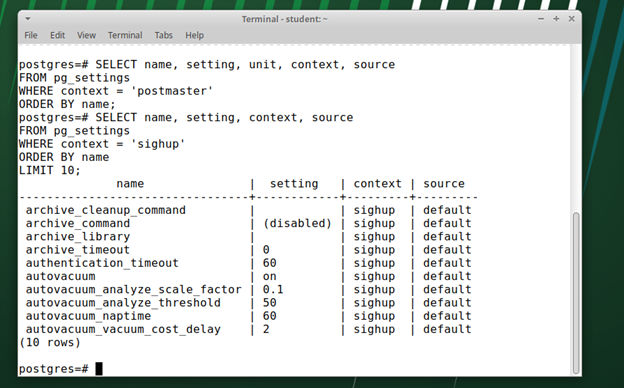 Terminal - student: ~
File Edit View Terminal Tabs Help
postgres=# SELECT name, setting, unit, context, source
FROM pg_settings
WHERE context = 'postmaster'
ORDER BY name;
postgres=# SELECT name, setting, context, source
FROM pg_settings
WHERE context = 'sighup'
ORDER BY name
LIMIT 10;
              name               |  setting   | context | source
---------------------------------+------------+---------+---------
 archive_cleanup_command         |            | sighup  | default
 archive_command                 | (disabled) | sighup  | default
 archive_library                 |            | sighup  | default
 archive_timeout                 | 0          | sighup  | default
 authentication_timeout          | 60         | sighup  | default
 autovacuum                      | on         | sighup  | default
 autovacuum_analyze_scale_factor | 0.1        | sighup  | default
 autovacuum_analyze_threshold    | 50         | sighup  | default
 autovacuum_naptime              | 60         | sighup  | default
 autovacuum_vacuum_cost_delay    | 2          | sighup  | default
(10 rows)
postgres=#